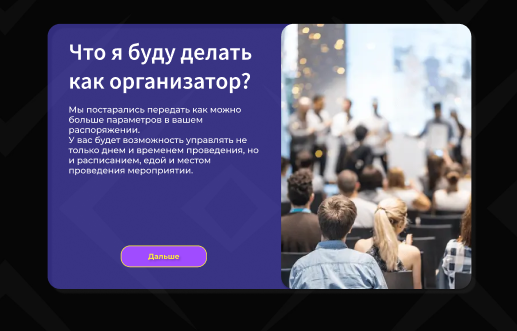 Что я буду делать
как организатор?
Мы постарались передать как можно
больше параметров в вашем
распоряжении.
У вас будет возможность управлять не
только днем и временем проведения, но
и расписанием, едой и местом
проведения мероприятии.
Дальше